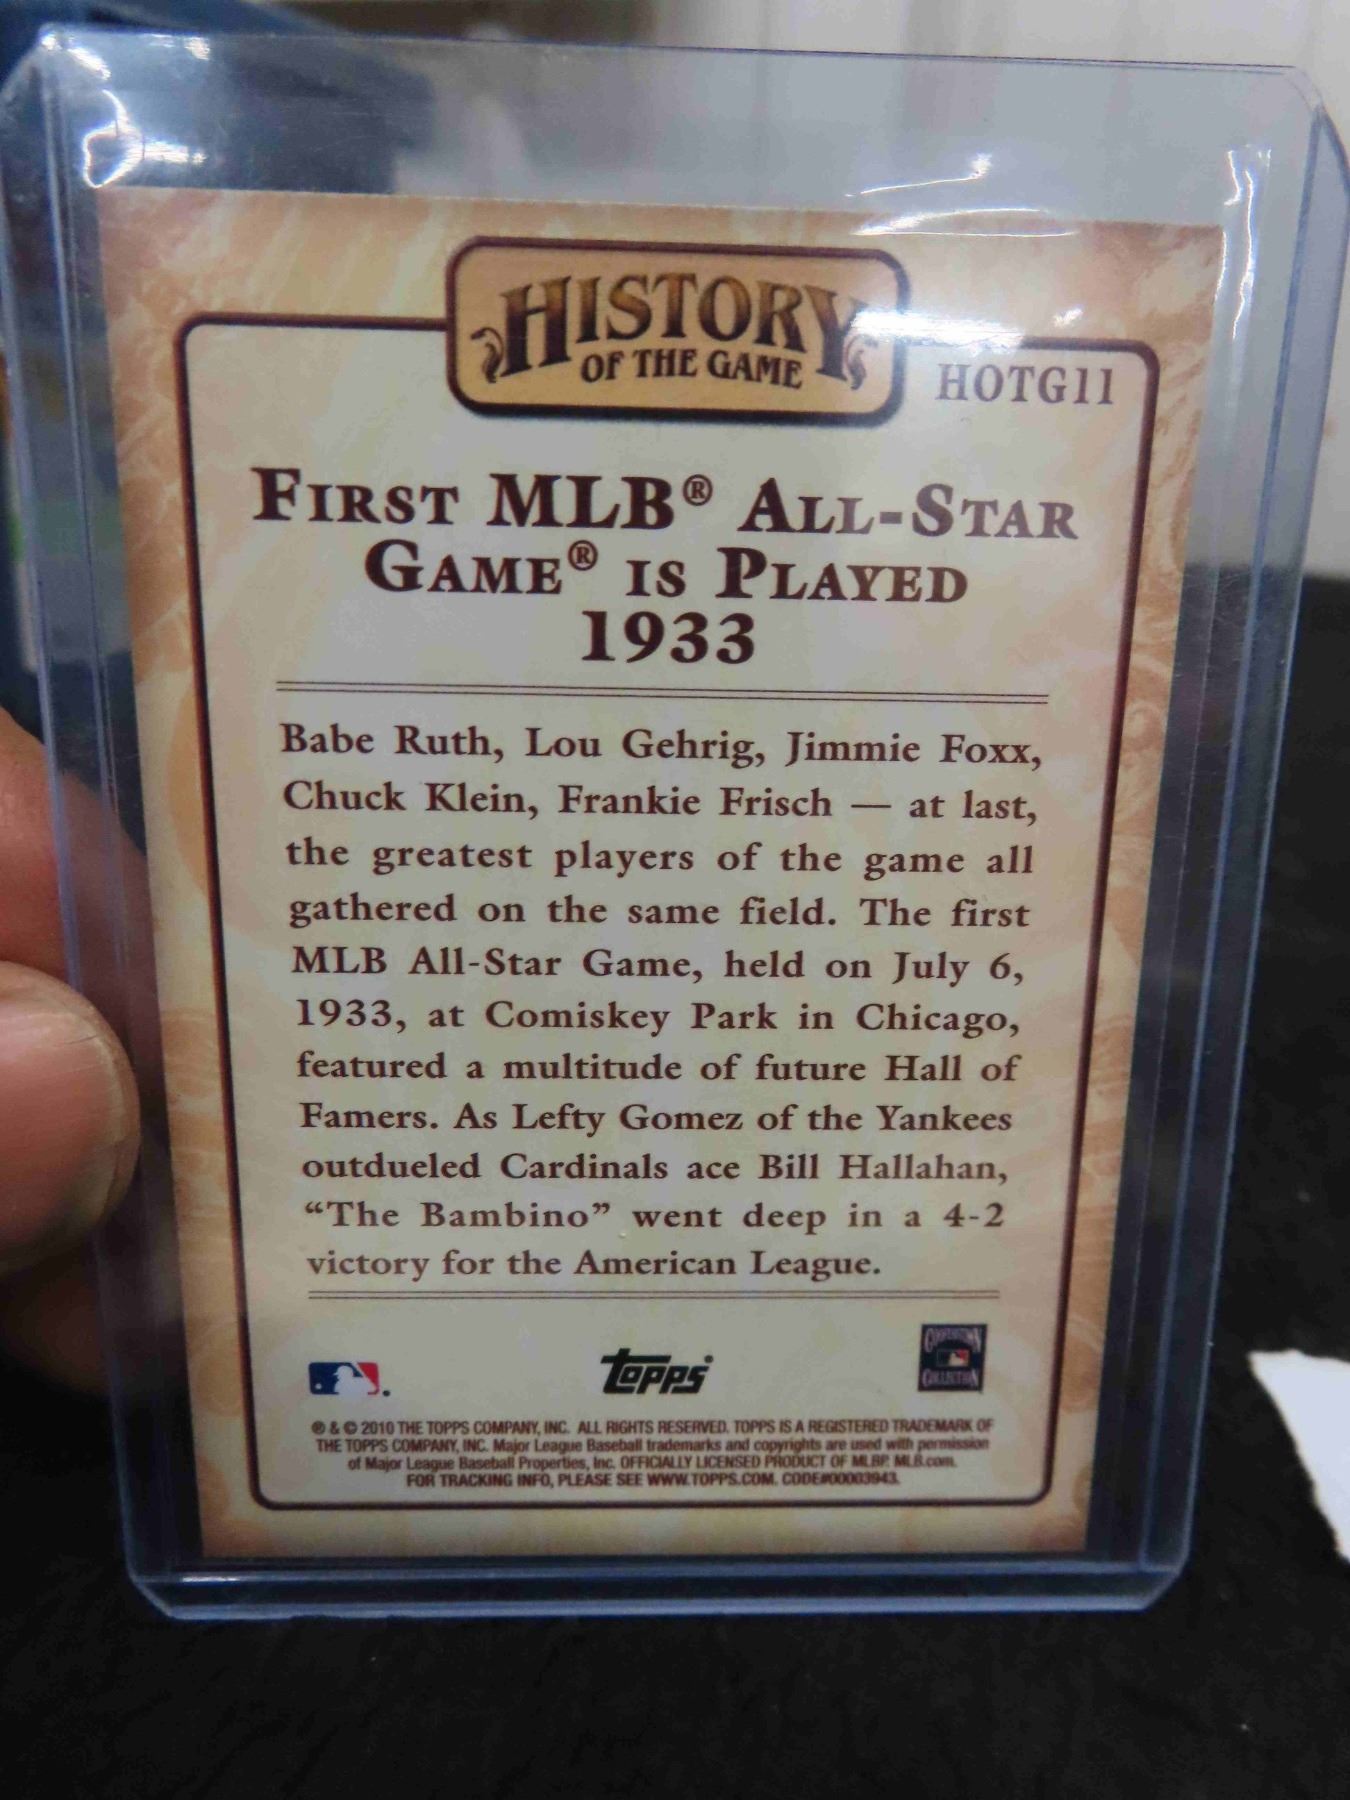 HISTORY
OF THE GAME
HOTG11
FIRST MLB® ALL-STAR
GAME® IS PLAYED
1933
Babe Ruth, Lou Gehrig, Jimmie Foxx,
Chuck Klein, Frankie Frisch — at last,
the greatest players of the game all
gathered on the same field. The first
MLB All-Star Game, held on July 6,
1933, at Comiskey Park in Chicago,
featured a multitude of future Hall of
Famers. As Lefty Gomez of the Yankees
outdueled Cardinals ace Bill Hallahan,
“The Bambino” went deep in a 4-2
victory for the American League.
topps®
COOPERSTOWN
COLLECTION
® & © 2010 THE TOPPS COMPANY, INC. ALL RIGHTS RESERVED. TOPPS IS A REGISTERED TRADEMARK OF
THE TOPPS COMPANY, INC. Major League Baseball trademarks and copyrights are used with permission
of Major League Baseball Properties, Inc. OFFICIALLY LICENSED PRODUCT OF MLBP. MLB.com.
FOR TRACKING INFO, PLEASE SEE WWW.TOPPS.COM. CODE#00003943.